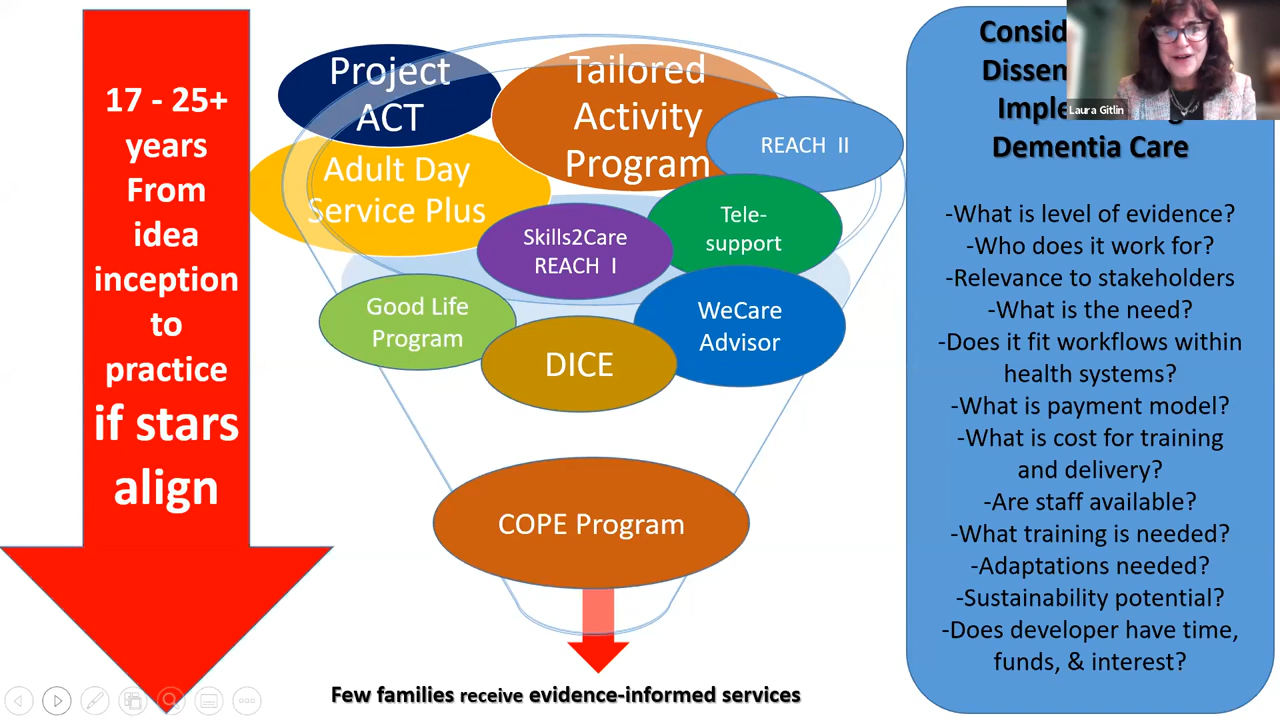 17 - 25+
years
From
idea
inception
to
practice
if stars
align
Project
ACT
Tailored
Activity
Program
REACH II
Adult Day
Service Plus
Tele-
support
Skills2Care
REACH I
Good Life
Program
WeCare
Advisor
DICE
COPE Program
Few families receive evidence-informed services
Dementia Care
-What is level of evidence?
-Who does it work for?
-Relevance to stakeholders
-What is the need?
-Does it fit workflows within
health systems?
-What is payment model?
-What is cost for training
and delivery?
-Are staff available?
-What training is needed?
-Adaptations needed?
-Sustainability potential?
-Does developer have time,
funds, & interest?
Laura Gitlin